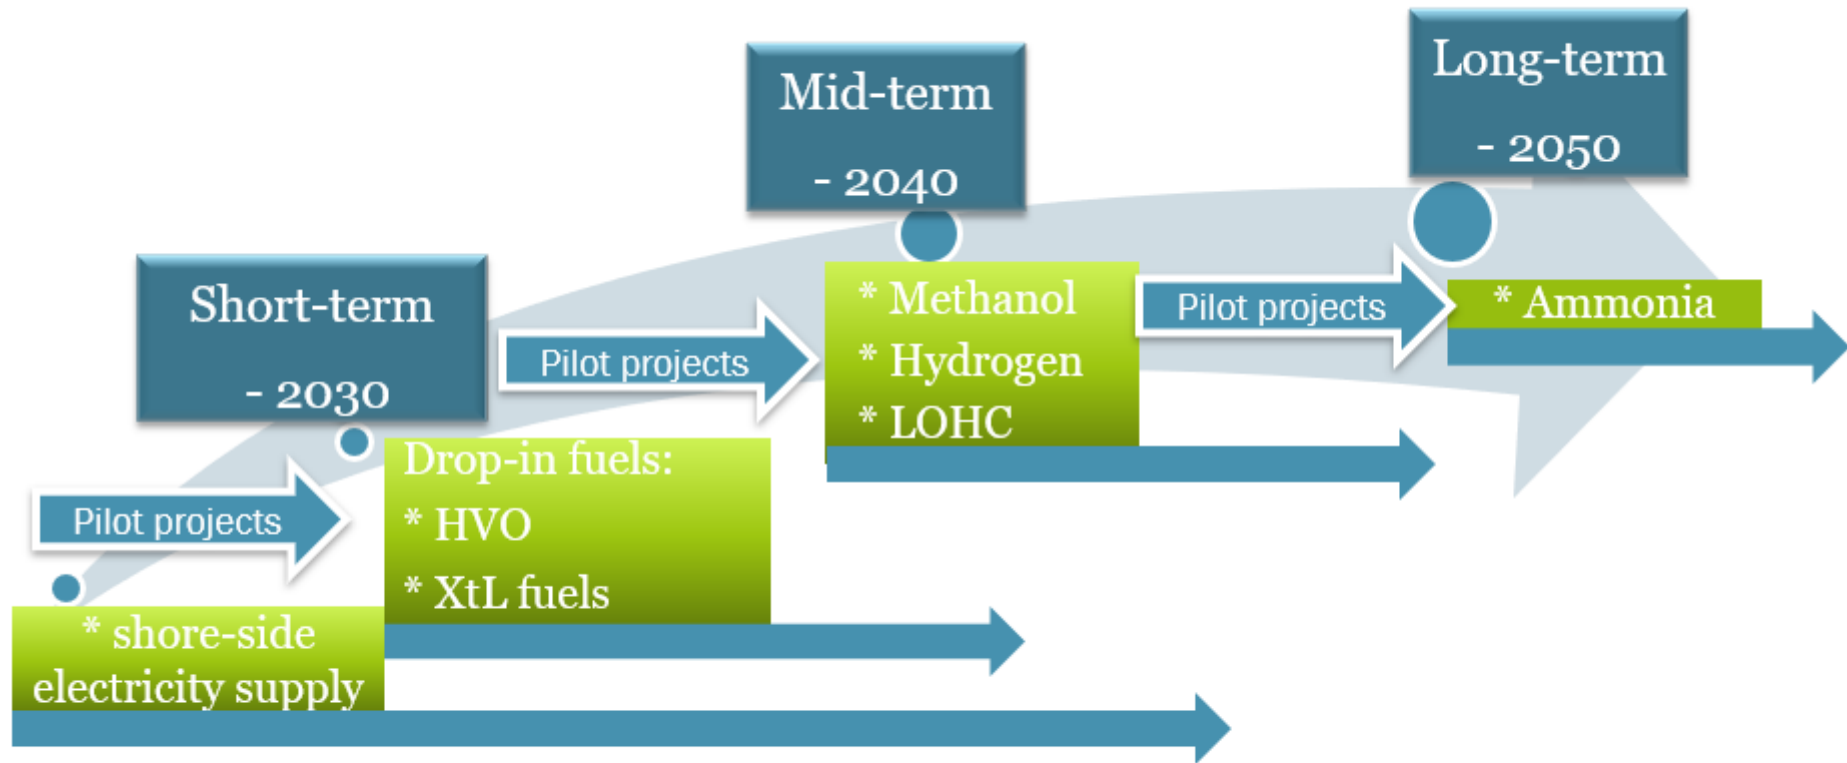 Short-term
- 2030
Mid-term
- 2040
Long-term
- 2050
Pilot projects
Pilot projects
Pilot projects
* shore-side
electricity supply
Drop-in fuels:
* HVO
* XtL fuels
* Methanol
* Hydrogen
* LOHC
* Ammonia